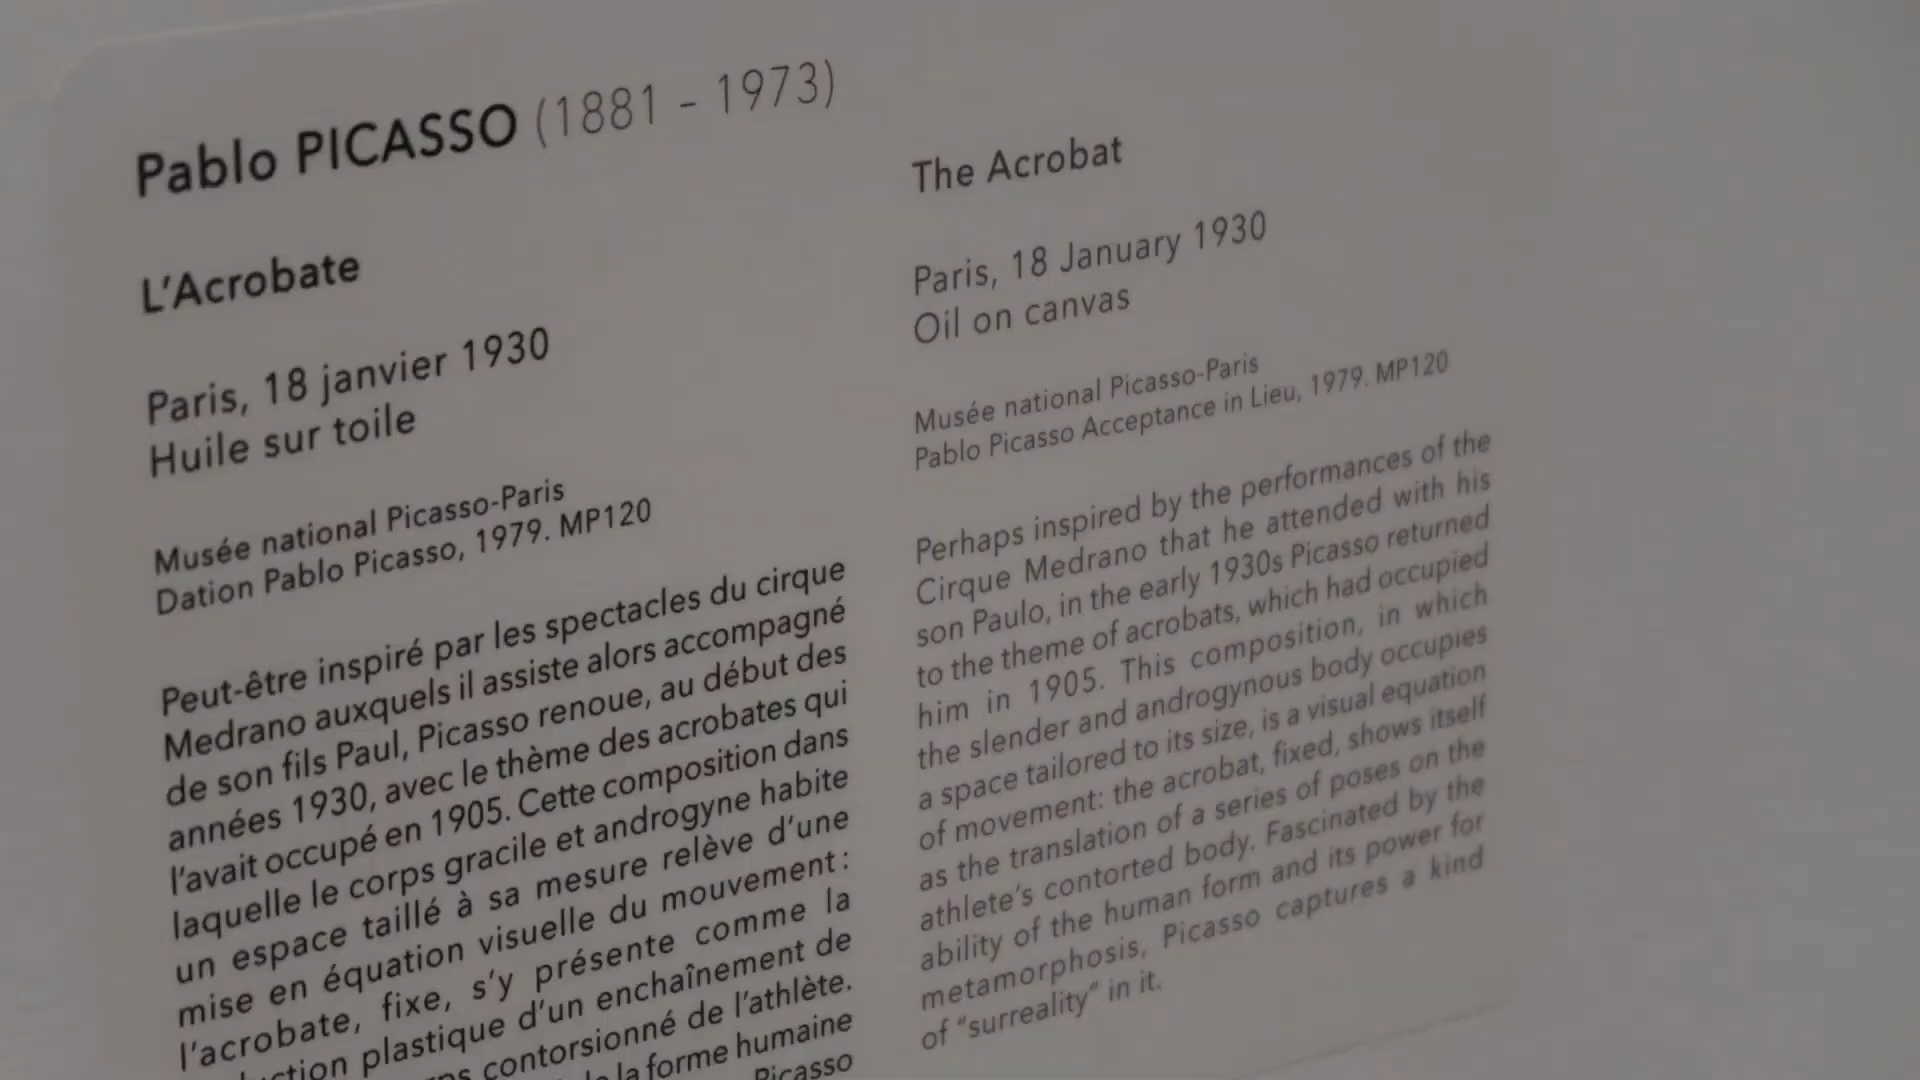 Pablo PICASSO (1881 - 1973)
L'Acrobate
Paris, 18 janvier 1930
Huile sur toile
Musée national Picasso-Paris
Dation Pablo Picasso, 1979. MP120
Peut-être inspiré par les spectacles du cirque
Medrano auxquels il assiste alors accompagné
de son fils Paul, Picasso renoue, au début des
années 1930, avec le thème des acrobates qui
l'avait occupé en 1905. Cette composition dans
laquelle le corps gracile et androgyne habite
un espace taillé à sa mesure relève d'une
mise en équation visuelle du mouvement :
l'acrobate, fixe, s'y présente comme la
plastique d'un enchaînement de
contorsionné de l'athlète.
la forme humaine
Picasso
The Acrobat
Paris, 18 January 1930
Oil on canvas
Musée national Picasso-Paris
Pablo Picasso Acceptance in Lieu, 1979. MP120
Perhaps inspired by the performances of the
Cirque Medrano that he attended with his
son Paulo, in the early 1930s Picasso returned
to the theme of acrobats, which had occupied
him in 1905. This composition, in which
the slender and androgynous body occupies
a space tailored to its size, is a visual equation
of movement: the acrobat, fixed, shows itself
as the translation of a series of poses on the
athlete's contorted body. Fascinated by the
ability of the human form and its power for
metamorphosis, Picasso captures a kind
of "surreality" in it.